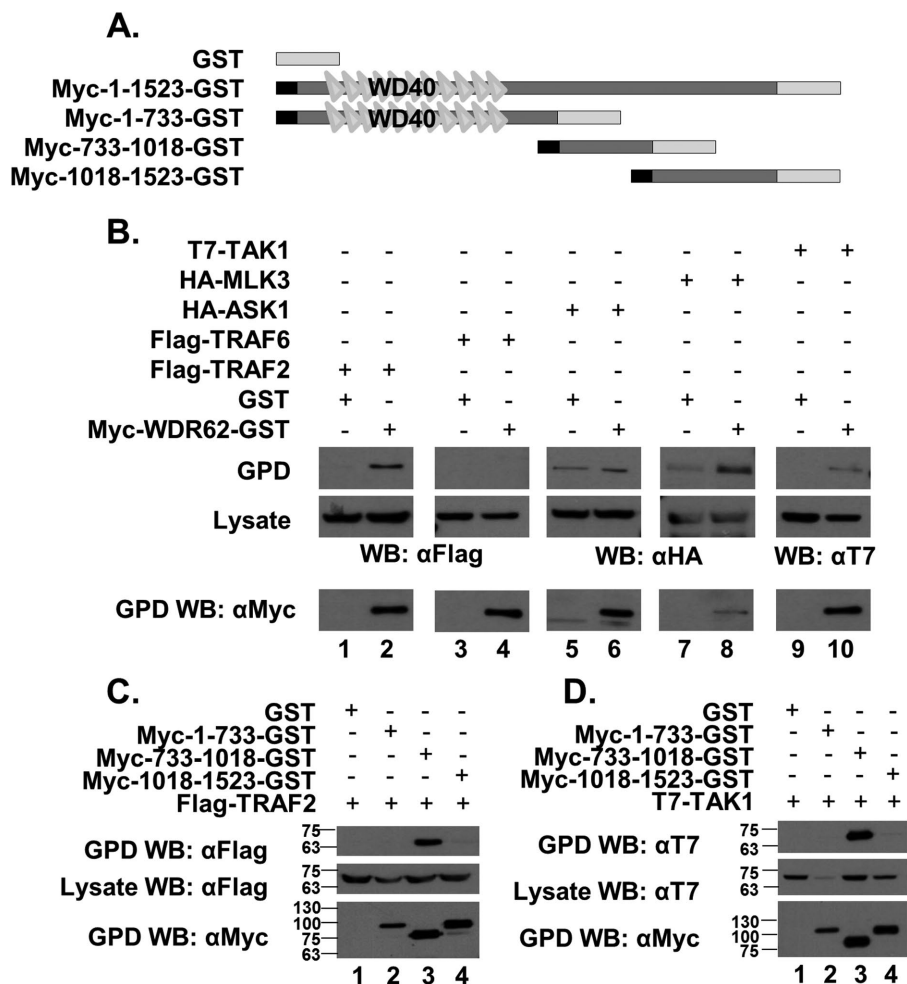 A.
GST
Myc-1-1523-GST WD40
Myc-1-733-GST WD40
Myc-733-1018-GST
Myc-1018-1523-GST
B.
T7-TAK1 - - - - - - - - + +
HA-MLK3 - - - - - - + + - -
HA-ASK1 - - - - + + - - - -
Flag-TRAF6 - - + + - - - - - -
Flag-TRAF2 + + - - - - - - - -
GST + - + - + - + - + -
Myc-WDR62-GST - + - + - + - + - +
GPD
Lysate
WB: αFlag WB: αHA WB: αT7
GPD WB: αMyc
1 2 3 4 5 6 7 8 9 10
C.
GST + - - -
Myc-1-733-GST - + - -
Myc-733-1018-GST - - + -
Myc-1018-1523-GST - - - +
Flag-TRAF2 + + + +
GPD WB: αFlag 75 63
Lysate WB: αFlag 75 63
GPD WB: αMyc 130 100 75 63
1 2 3 4
D.
GST + - - -
Myc-1-733-GST - + - -
Myc-733-1018-GST - - + -
Myc-1018-1523-GST - - - +
T7-TAK1 + + + +
GPD WB: αT7 75 63
Lysate WB: αT7 75 63
GPD WB: αMyc 130 100 75
1 2 3 4